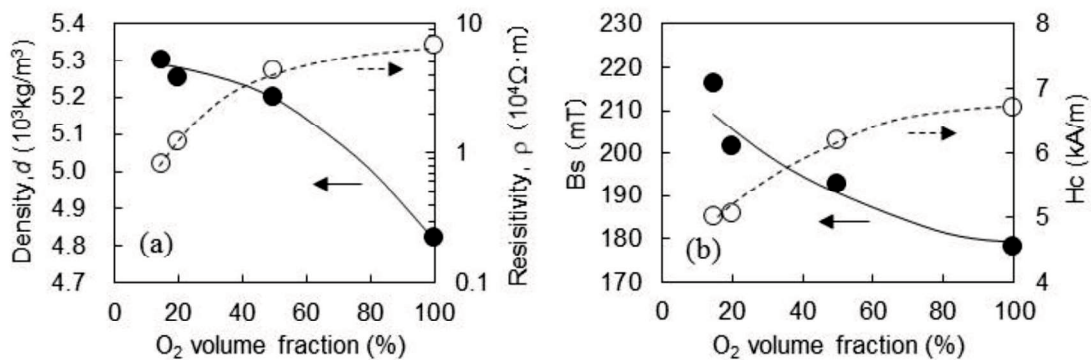 5.4
5.3
5.2
5.1
5.0
4.9
4.8
4.7
Density,d (10³kg/m³)
(a)
10
1
0.1
Resisitivity, ρ (10⁴Ω·m)
0 20 40 60 80 100
O₂ volume fraction (%)
230
220
210
200
190
180
170
Bs (mT)
(b)
8
7
6
5
4
Hc (kA/m)
0 20 40 60 80 100
O₂ volume fraction (%)